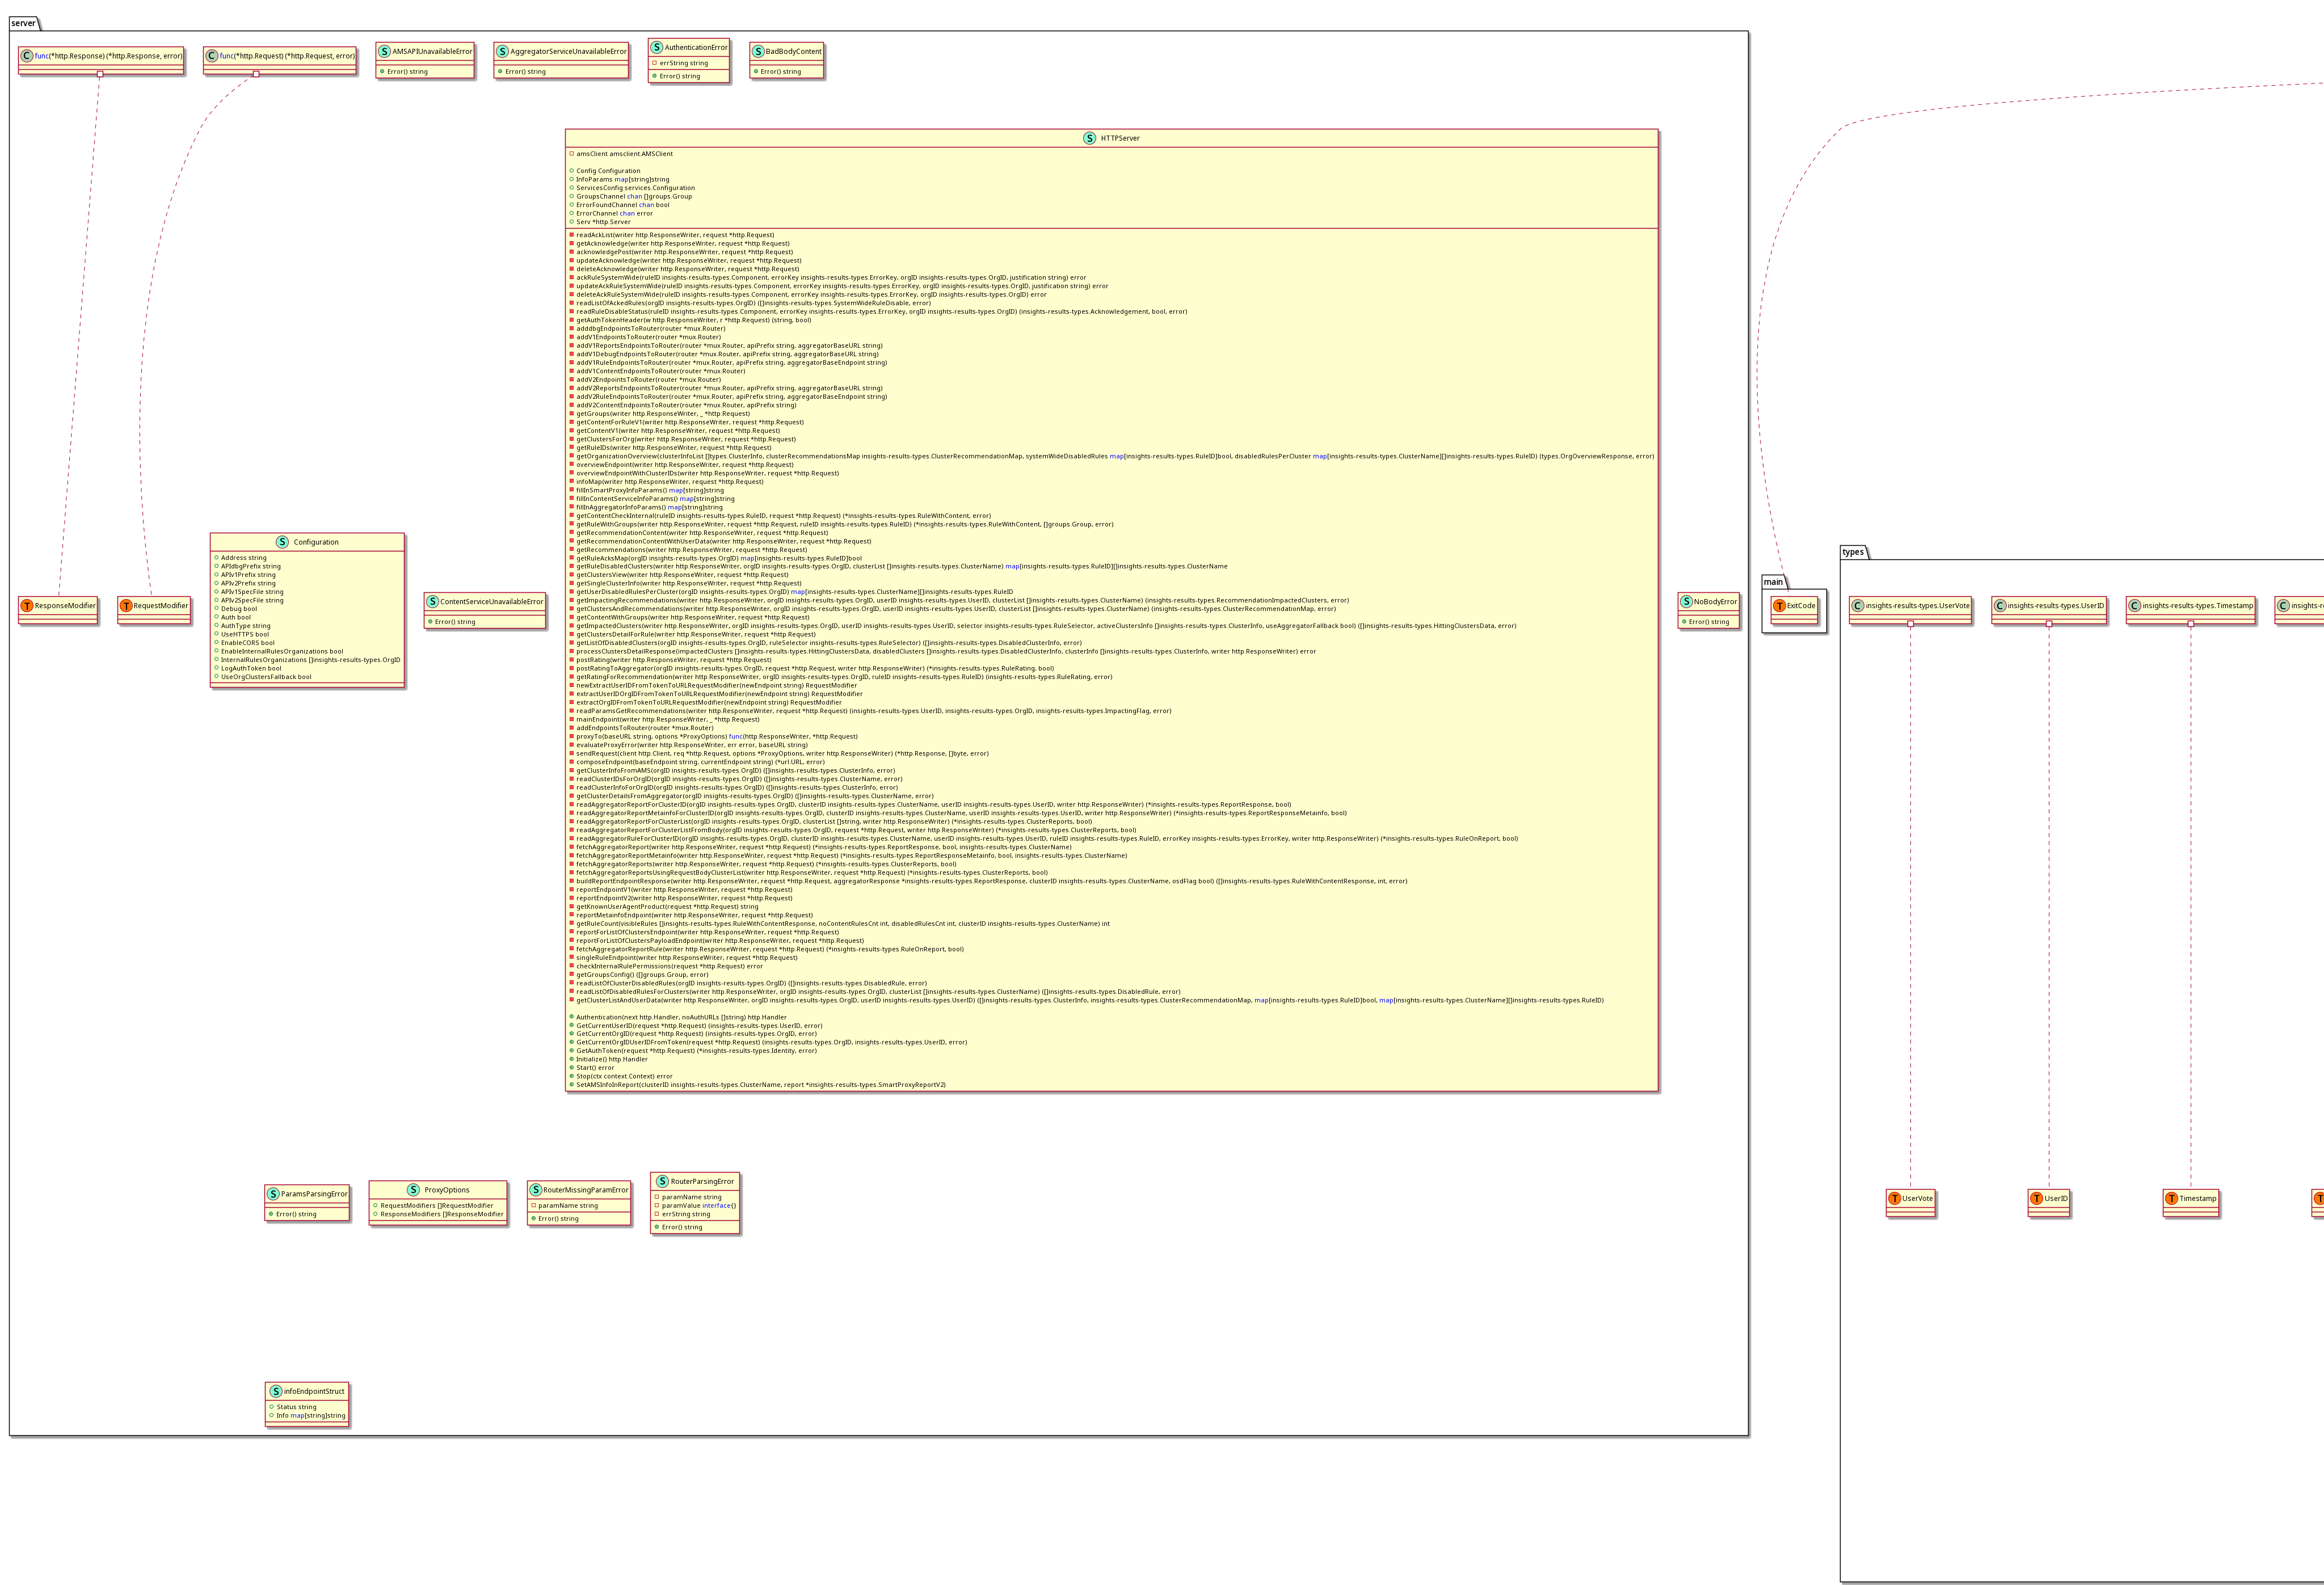 server
C func(*http.Response) (*http.Response, error)
C func(*http.Request) (*http.Request, error)
S AMSAPIUnavailableError
Error() string
S AggregatorServiceUnavailableError
Error() string
S AuthenticationError
errString string
Error() string
S BadBodyContent
Error() string
S HTTPServer
amsClient amsclient.AMSClient
Config Configuration
InfoParams map[string]string
ServicesConfig services.Configuration
GroupsChannel chan []groups.Group
ErrorFoundChannel chan bool
ErrorChannel chan error
Serv *http.Server
readAckList(writer http.ResponseWriter, request *http.Request)
getAcknowledge(writer http.ResponseWriter, request *http.Request)
acknowledgePost(writer http.ResponseWriter, request *http.Request)
updateAcknowledge(writer http.ResponseWriter, request *http.Request)
deleteAcknowledge(writer http.ResponseWriter, request *http.Request)
ackRuleSystemWide(ruleID insights-results-types.Component, errorKey insights-results-types.ErrorKey, orgID insights-results-types.OrgID, justification string) error
updateAckRuleSystemWide(ruleID insights-results-types.Component, errorKey insights-results-types.ErrorKey, orgID insights-results-types.OrgID, justification string) error
deleteAckRuleSystemWide(ruleID insights-results-types.Component, errorKey insights-results-types.ErrorKey, orgID insights-results-types.OrgID) error
readListOfAckedRules(orgID insights-results-types.OrgID) ([]insights-results-types.SystemWideRuleDisable, error)
readRuleDisableStatus(ruleID insights-results-types.Component, errorKey insights-results-types.ErrorKey, orgID insights-results-types.OrgID) (insights-results-types.Acknowledgement, bool, error)
getAuthTokenHeader(w http.ResponseWriter, r *http.Request) (string, bool)
adddbgEndpointsToRouter(router *mux.Router)
addV1EndpointsToRouter(router *mux.Router)
addV1ReportsEndpointsToRouter(router *mux.Router, apiPrefix string, aggregatorBaseURL string)
addV1DebugEndpointsToRouter(router *mux.Router, apiPrefix string, aggregatorBaseURL string)
addV1RuleEndpointsToRouter(router *mux.Router, apiPrefix string, aggregatorBaseEndpoint string)
addV1ContentEndpointsToRouter(router *mux.Router)
addV2EndpointsToRouter(router *mux.Router)
addV2ReportsEndpointsToRouter(router *mux.Router, apiPrefix string, aggregatorBaseURL string)
addV2RuleEndpointsToRouter(router *mux.Router, apiPrefix string, aggregatorBaseEndpoint string)
addV2ContentEndpointsToRouter(router *mux.Router, apiPrefix string)
getGroups(writer http.ResponseWriter, _ *http.Request)
getContentForRuleV1(writer http.ResponseWriter, request *http.Request)
getContentV1(writer http.ResponseWriter, request *http.Request)
getClustersForOrg(writer http.ResponseWriter, request *http.Request)
getRuleIDs(writer http.ResponseWriter, request *http.Request)
getOrganizationOverview(clusterInfoList []types.ClusterInfo, clusterRecommendationsMap insights-results-types.ClusterRecommendationMap, systemWideDisabledRules map[insights-results-types.RuleID]bool, disabledRulesPerCluster map[insights-results-types.ClusterName][]insights-results-types.RuleID) (types.OrgOverviewResponse, error)
overviewEndpoint(writer http.ResponseWriter, request *http.Request)
overviewEndpointWithClusterIDs(writer http.ResponseWriter, request *http.Request)
infoMap(writer http.ResponseWriter, request *http.Request)
fillInSmartProxyInfoParams() map[string]string
fillInContentServiceInfoParams() map[string]string
fillInAggregatorInfoParams() map[string]string
getContentCheckInternal(ruleID insights-results-types.RuleID, request *http.Request) (*insights-results-types.RuleWithContent, error)
getRuleWithGroups(writer http.ResponseWriter, request *http.Request, ruleID insights-results-types.RuleID) (*insights-results-types.RuleWithContent, []groups.Group, error)
getRecommendationContent(writer http.ResponseWriter, request *http.Request)
getRecommendationContentWithUserData(writer http.ResponseWriter, request *http.Request)
getRecommendations(writer http.ResponseWriter, request *http.Request)
getRuleAcksMap(orgID insights-results-types.OrgID) map[insights-results-types.RuleID]bool
getRuleDisabledClusters(writer http.ResponseWriter, orgID insights-results-types.OrgID, clusterList []insights-results-types.ClusterName) map[insights-results-types.RuleID][]insights-results-types.ClusterName
getClustersView(writer http.ResponseWriter, request *http.Request)
getSingleClusterInfo(writer http.ResponseWriter, request *http.Request)
getUserDisabledRulesPerCluster(orgID insights-results-types.OrgID) map[insights-results-types.ClusterName][]insights-results-types.RuleID
getImpactingRecommendations(writer http.ResponseWriter, orgID insights-results-types.OrgID, userID insights-results-types.UserID, clusterList []insights-results-types.ClusterName) (insights-results-types.RecommendationImpactedClusters, error)
getClustersAndRecommendations(writer http.ResponseWriter, orgID insights-results-types.OrgID, userID insights-results-types.UserID, clusterList []insights-results-types.ClusterName) (insights-results-types.ClusterRecommendationMap, error)
getContentWithGroups(writer http.ResponseWriter, request *http.Request)
getImpactedClusters(writer http.ResponseWriter, orgID insights-results-types.OrgID, userID insights-results-types.UserID, selector insights-results-types.RuleSelector, activeClustersInfo []insights-results-types.ClusterInfo, useAggregatorFallback bool) ([]insights-results-types.HittingClustersData, error)
getClustersDetailForRule(writer http.ResponseWriter, request *http.Request)
getListOfDisabledClusters(orgID insights-results-types.OrgID, ruleSelector insights-results-types.RuleSelector) ([]insights-results-types.DisabledClusterInfo, error)
processClustersDetailResponse(impactedClusters []insights-results-types.HittingClustersData, disabledClusters []insights-results-types.DisabledClusterInfo, clusterInfo []insights-results-types.ClusterInfo, writer http.ResponseWriter) error
postRating(writer http.ResponseWriter, request *http.Request)
postRatingToAggregator(orgID insights-results-types.OrgID, request *http.Request, writer http.ResponseWriter) (*insights-results-types.RuleRating, bool)
getRatingForRecommendation(writer http.ResponseWriter, orgID insights-results-types.OrgID, ruleID insights-results-types.RuleID) (insights-results-types.RuleRating, error)
newExtractUserIDFromTokenToURLRequestModifier(newEndpoint string) RequestModifier
extractUserIDOrgIDFromTokenToURLRequestModifier(newEndpoint string) RequestModifier
extractOrgIDFromTokenToURLRequestModifier(newEndpoint string) RequestModifier
readParamsGetRecommendations(writer http.ResponseWriter, request *http.Request) (insights-results-types.UserID, insights-results-types.OrgID, insights-results-types.ImpactingFlag, error)
mainEndpoint(writer http.ResponseWriter, _ *http.Request)
addEndpointsToRouter(router *mux.Router)
proxyTo(baseURL string, options *ProxyOptions) func(http.ResponseWriter, *http.Request)
evaluateProxyError(writer http.ResponseWriter, err error, baseURL string)
sendRequest(client http.Client, req *http.Request, options *ProxyOptions, writer http.ResponseWriter) (*http.Response, []byte, error)
composeEndpoint(baseEndpoint string, currentEndpoint string) (*url.URL, error)
getClusterInfoFromAMS(orgID insights-results-types.OrgID) ([]insights-results-types.ClusterInfo, error)
readClusterIDsForOrgID(orgID insights-results-types.OrgID) ([]insights-results-types.ClusterName, error)
readClusterInfoForOrgID(orgID insights-results-types.OrgID) ([]insights-results-types.ClusterInfo, error)
getClusterDetailsFromAggregator(orgID insights-results-types.OrgID) ([]insights-results-types.ClusterName, error)
readAggregatorReportForClusterID(orgID insights-results-types.OrgID, clusterID insights-results-types.ClusterName, userID insights-results-types.UserID, writer http.ResponseWriter) (*insights-results-types.ReportResponse, bool)
readAggregatorReportMetainfoForClusterID(orgID insights-results-types.OrgID, clusterID insights-results-types.ClusterName, userID insights-results-types.UserID, writer http.ResponseWriter) (*insights-results-types.ReportResponseMetainfo, bool)
readAggregatorReportForClusterList(orgID insights-results-types.OrgID, clusterList []string, writer http.ResponseWriter) (*insights-results-types.ClusterReports, bool)
readAggregatorReportForClusterListFromBody(orgID insights-results-types.OrgID, request *http.Request, writer http.ResponseWriter) (*insights-results-types.ClusterReports, bool)
readAggregatorRuleForClusterID(orgID insights-results-types.OrgID, clusterID insights-results-types.ClusterName, userID insights-results-types.UserID, ruleID insights-results-types.RuleID, errorKey insights-results-types.ErrorKey, writer http.ResponseWriter) (*insights-results-types.RuleOnReport, bool)
fetchAggregatorReport(writer http.ResponseWriter, request *http.Request) (*insights-results-types.ReportResponse, bool, insights-results-types.ClusterName)
fetchAggregatorReportMetainfo(writer http.ResponseWriter, request *http.Request) (*insights-results-types.ReportResponseMetainfo, bool, insights-results-types.ClusterName)
fetchAggregatorReports(writer http.ResponseWriter, request *http.Request) (*insights-results-types.ClusterReports, bool)
fetchAggregatorReportsUsingRequestBodyClusterList(writer http.ResponseWriter, request *http.Request) (*insights-results-types.ClusterReports, bool)
buildReportEndpointResponse(writer http.ResponseWriter, request *http.Request, aggregatorResponse *insights-results-types.ReportResponse, clusterID insights-results-types.ClusterName, osdFlag bool) ([]insights-results-types.RuleWithContentResponse, int, error)
reportEndpointV1(writer http.ResponseWriter, request *http.Request)
reportEndpointV2(writer http.ResponseWriter, request *http.Request)
getKnownUserAgentProduct(request *http.Request) string
reportMetainfoEndpoint(writer http.ResponseWriter, request *http.Request)
getRuleCount(visibleRules []insights-results-types.RuleWithContentResponse, noContentRulesCnt int, disabledRulesCnt int, clusterID insights-results-types.ClusterName) int
reportForListOfClustersEndpoint(writer http.ResponseWriter, request *http.Request)
reportForListOfClustersPayloadEndpoint(writer http.ResponseWriter, request *http.Request)
fetchAggregatorReportRule(writer http.ResponseWriter, request *http.Request) (*insights-results-types.RuleOnReport, bool)
singleRuleEndpoint(writer http.ResponseWriter, request *http.Request)
checkInternalRulePermissions(request *http.Request) error
getGroupsConfig() ([]groups.Group, error)
readListOfClusterDisabledRules(orgID insights-results-types.OrgID) ([]insights-results-types.DisabledRule, error)
readListOfDisabledRulesForClusters(writer http.ResponseWriter, orgID insights-results-types.OrgID, clusterList []insights-results-types.ClusterName) ([]insights-results-types.DisabledRule, error)
getClusterListAndUserData(writer http.ResponseWriter, orgID insights-results-types.OrgID, userID insights-results-types.UserID) ([]insights-results-types.ClusterInfo, insights-results-types.ClusterRecommendationMap, map[insights-results-types.RuleID]bool, map[insights-results-types.ClusterName][]insights-results-types.RuleID)
Authentication(next http.Handler, noAuthURLs []string) http.Handler
GetCurrentUserID(request *http.Request) (insights-results-types.UserID, error)
GetCurrentOrgID(request *http.Request) (insights-results-types.OrgID, error)
GetCurrentOrgIDUserIDFromToken(request *http.Request) (insights-results-types.OrgID, insights-results-types.UserID, error)
GetAuthToken(request *http.Request) (*insights-results-types.Identity, error)
Initialize() http.Handler
Start() error
Stop(ctx context.Context) error
SetAMSInfoInReport(clusterID insights-results-types.ClusterName, report *insights-results-types.SmartProxyReportV2)
T ResponseModifier
T RequestModifier
S Configuration
Address string
APIdbgPrefix string
APIv1Prefix string
APIv2Prefix string
APIv1SpecFile string
APIv2SpecFile string
Debug bool
Auth bool
AuthType string
UseHTTPS bool
EnableCORS bool
EnableInternalRulesOrganizations bool
InternalRulesOrganizations []insights-results-types.OrgID
LogAuthToken bool
UseOrgClustersFallback bool
S ContentServiceUnavailableError
Error() string
S NoBodyError
Error() string
S ParamsParsingError
Error() string
S ProxyOptions
RequestModifiers []RequestModifier
ResponseModifiers []ResponseModifier
S RouterMissingParamError
paramName string
Error() string
S RouterParsingError
paramName string
paramValue interface{}
errString string
Error() string
S infoEndpointStruct
Status string
Info map[string]string
main
T ExitCode
types
C insights-results-types.UserVote
C insights-results-types.UserID
C insights-results-types.Timestamp
C insights-re
T UserVote
T UserID
T Timestamp
T